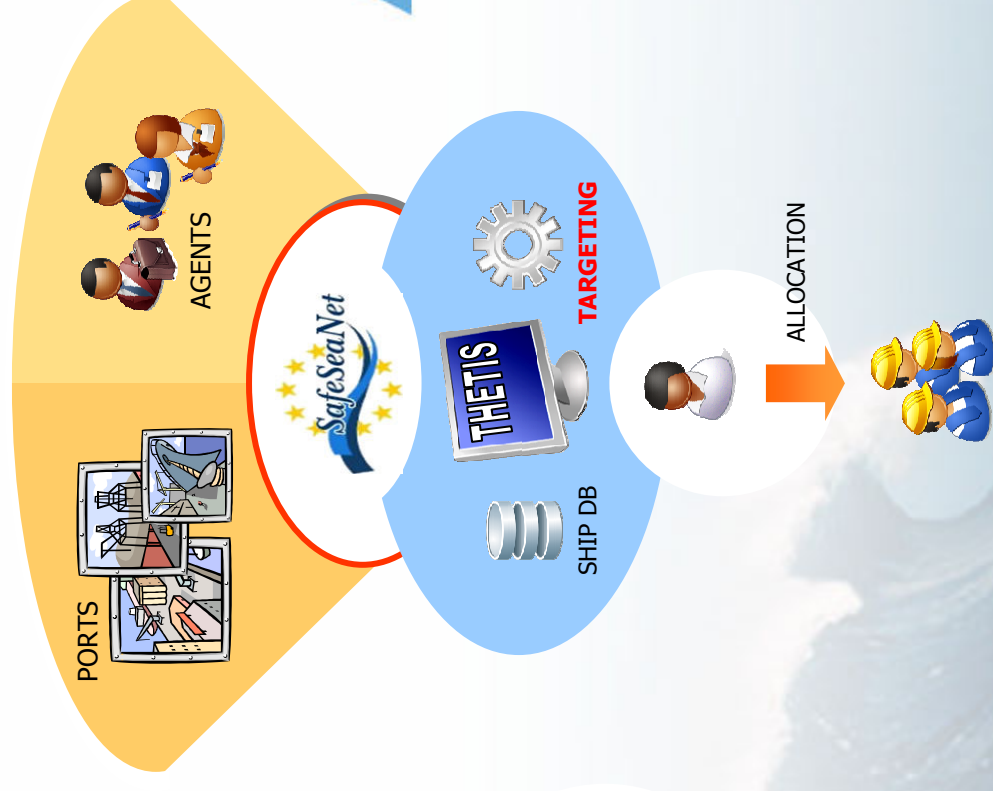 PORTS
AGENTS
SafeSeaNet
THETIS
SHIP DB
TARGETING
ALLOCATION